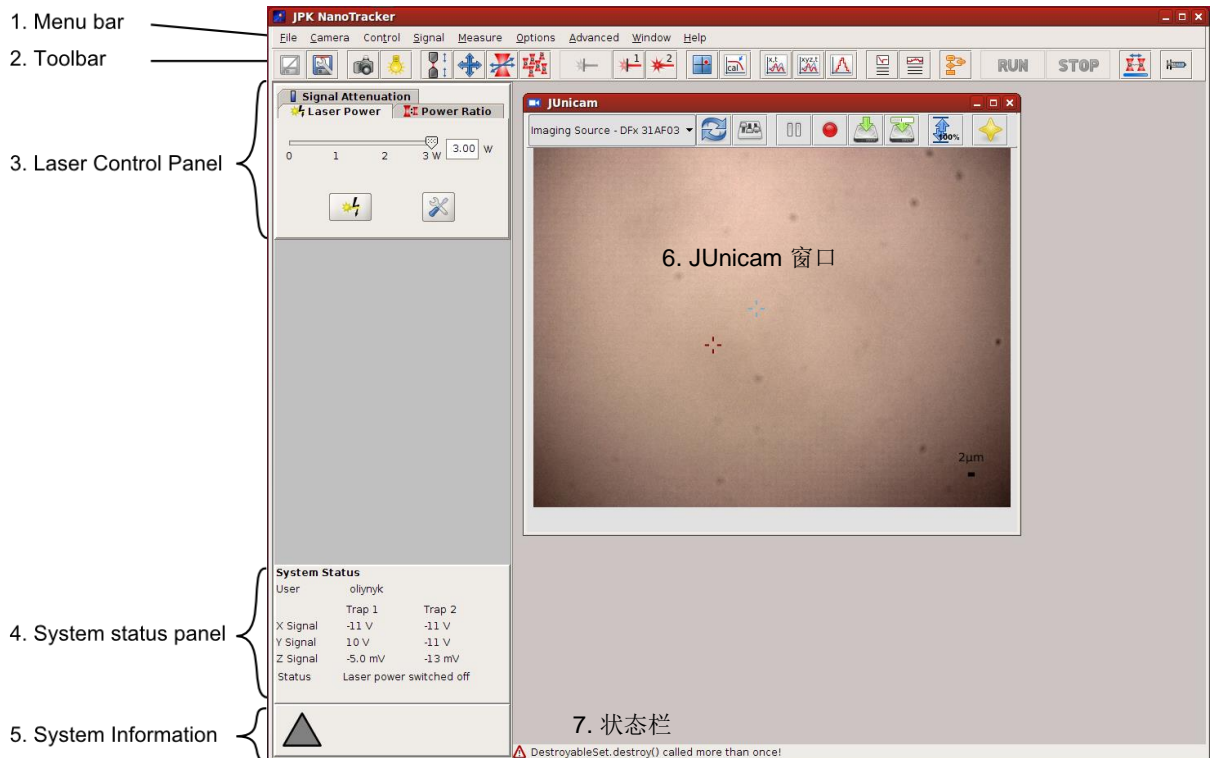 1. Menu bar
2. Toolbar
3. Laser Control Panel
4. System status panel
5. System Information
JPK NanoTracker
File Camera Control Signal Measure Options Advanced Window Help
1 2 cal x,t xyz,t RUN STOP
Signal Attenuation
Laser Power Power Ratio
0 1 2 3 W 3.00 W
JUnicam
Imaging Source - DFx 31AF03 100%
6. JUnicam 窗口
2μm
System Status
User oliynyk
Trap 1 Trap 2
X Signal -11 V -11 V
Y Signal 10 V -11 V
Z Signal -5.0 mV -13 mV
Status Laser power switched off
7. 状态栏
DestroyableSet.destroy() called more than once!